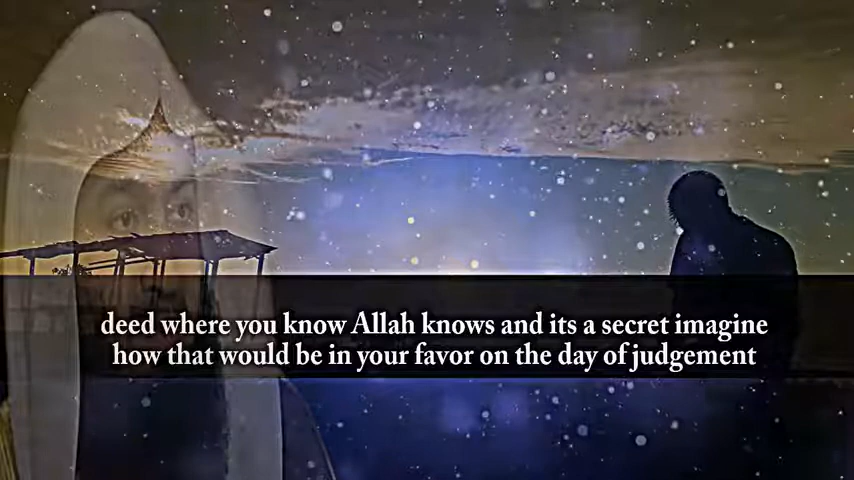 deed where you know Allah knows and its a secret imagine
how that would be in your favor on the day of judgement